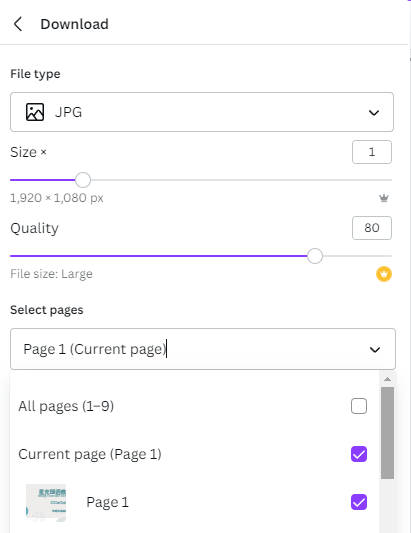 Download
File type
JPG
Size × 1
1,920 × 1,080 px
Quality 80
File size: Large
Select pages
Page 1 (Current page)
All pages (1–9)
Current page (Page 1)
Page 1